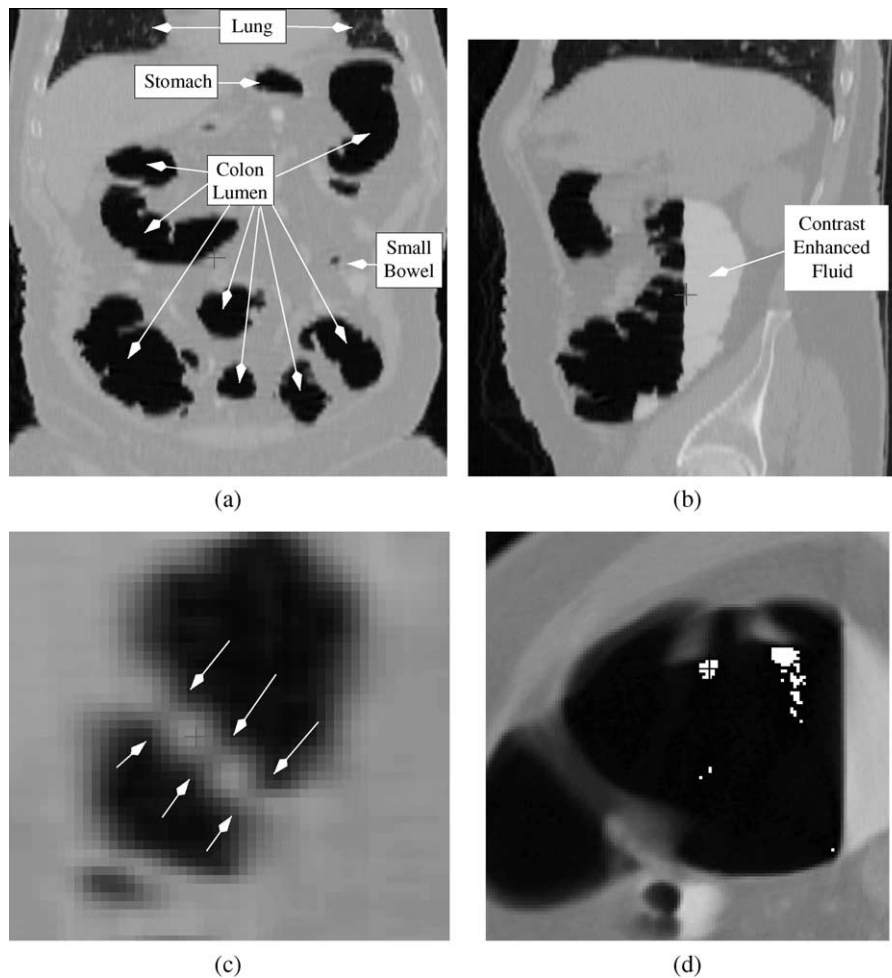 Lung
Stomach
Colon
Lumen
Small
Bowel
(a)
Contrast
Enhanced
Fluid
(b)
(c)
(d)